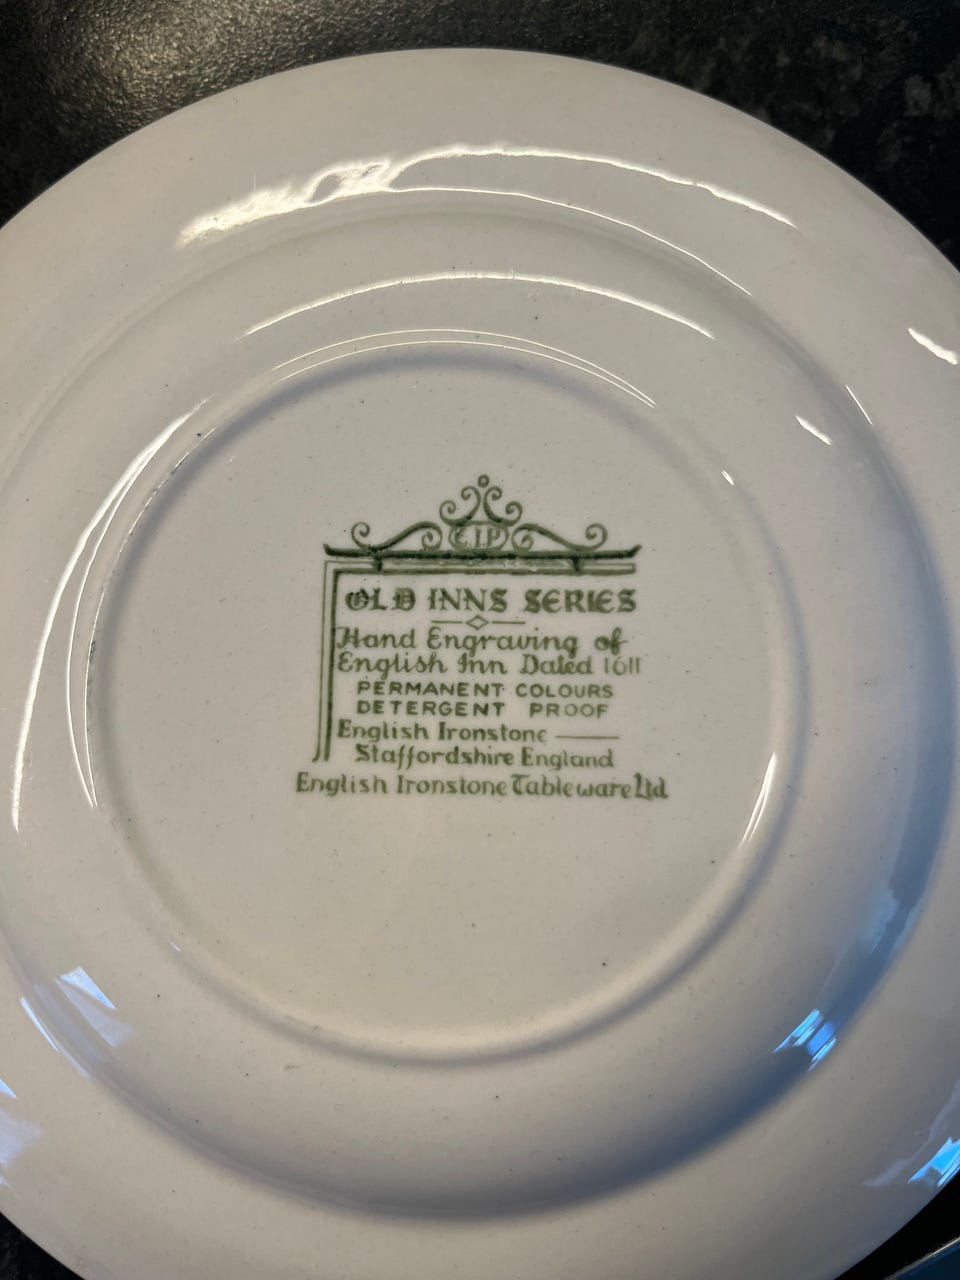 EIP
OLD INNS SERIES
Hand Engraving of
English Inn Dated 1611
PERMANENT COLOURS
DETERGENT PROOF
English Ironstone
Staffordshire England
English Ironstone Tableware Ltd